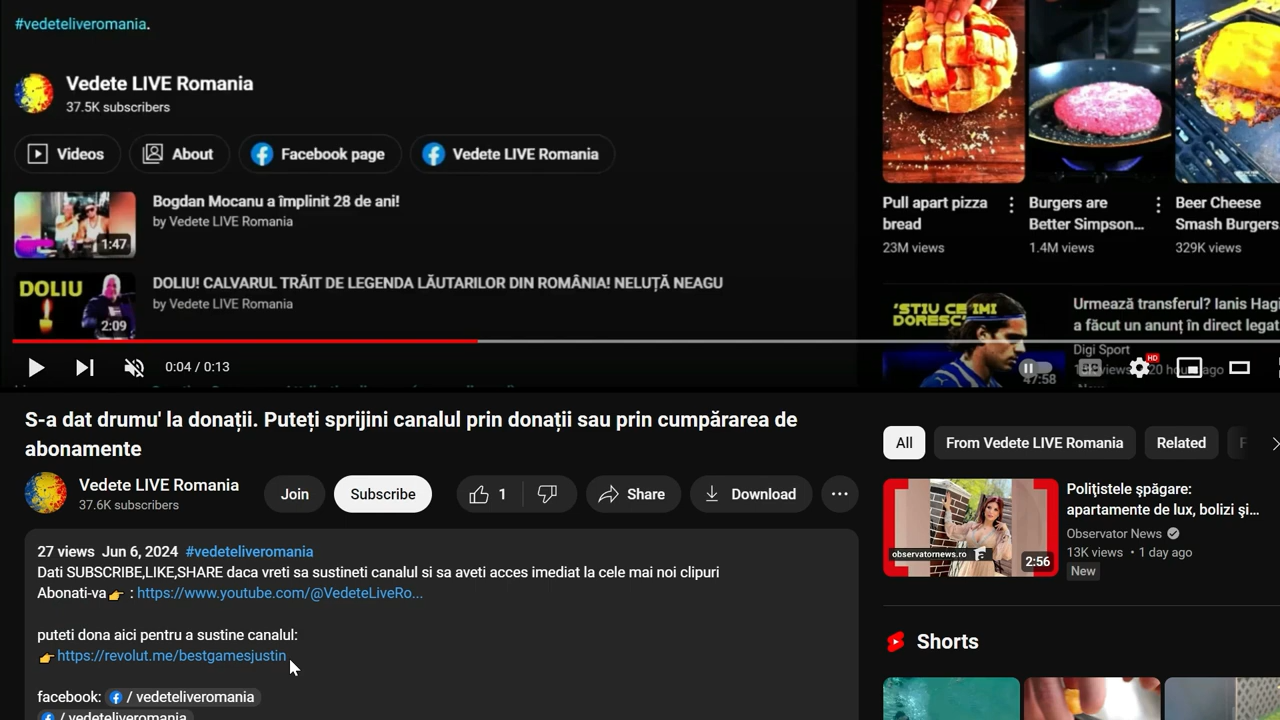 #vedeteliveromania.
Vedete LIVE Romania
37.5K subscribers
Videos
About
Facebook page
Vedete LIVE Romania
Bogdan Mocanu a împlinit 28 de ani!
by Vedete LIVE Romania
1:47
DOLIU! CALVARUL TRĂIT DE LEGENDA LĂUTARILOR DIN ROMÂNIA! NELUȚĂ NEAGU
by Vedete LIVE Romania
DOLIU
2:09
0:04 / 0:13
Pull apart pizza
bread
23M views
Burgers are
Better Simpson...
1.4M views
Beer Cheese
Smash Burgers
329K views
'STIU CE IMI
DORESC'
47:58
Urmează transferul? Ianis Hagi
a făcut un anunț în direct legat
Digi Sport
HD
S-a dat drumu' la donații. Puteți sprijini canalul prin donații sau prin cumpărarea de
abonamente
Vedete LIVE Romania
37.6K subscribers
Join
Subscribe
1
Share
Download
27 views Jun 6, 2024 #vedeteliveromania
Dati SUBSCRIBE,LIKE,SHARE daca vreti sa sustineti canalul si sa aveti acces imediat la cele mai noi clipuri
Abonati-va👉 : https://www.youtube.com/@VedeteLiveRo...
puteti dona aici pentru a sustine canalul:
👉https://revolut.me/bestgamesjustin
facebook: / vedeteliveromania
/ vedeteliveromania
All
From Vedete LIVE Romania
Related
Polițistele șpăgare:
apartamente de lux, bolizi și...
Observator News
13K views • 1 day ago
New
observatornews.ro
2:56
Shorts